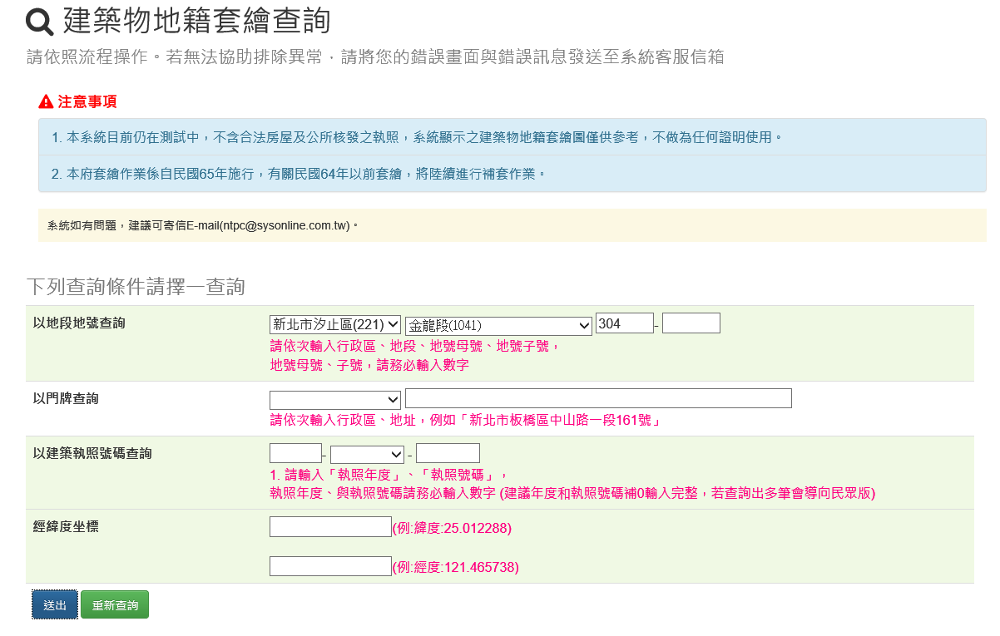 建築物地籍套繪查詢
請依照流程操作。若無法協助排除異常，請將您的錯誤畫面與錯誤訊息發送至系統客服信箱
注意事項
1. 本系統目前仍在測試中，不含合法房屋及公所核發之執照，系統顯示之建築物地籍套繪圖僅供參考，不做為任何證明使用。
2. 本府套繪作業係自民國65年施行，有關民國64年以前套繪，將陸續進行補套作業。
系統如有問題，建議可寄信E-mail(ntpc@sysonline.com.tw)。
下列查詢條件請擇一查詢
以地段地號查詢 新北市汐止區(221) 金龍段(1041) 304 -
請依次輸入行政區、地段、地號母號、地號子號，
地號母號、子號，請務必輸入數字
以門牌查詢
請依次輸入行政區、地址，例如「新北市板橋區中山路一段161號」
以建築執照號碼查詢 - -
1. 請輸入「執照年度」、「執照號碼」，
執照年度、與執照號碼請務必輸入數字 (建議年度和執照號碼補0輸入完整，若查詢出多筆會導向民眾版)
經緯度坐標 (例:緯度:25.012288)
(例:經度:121.465738)
送出 重新查詢